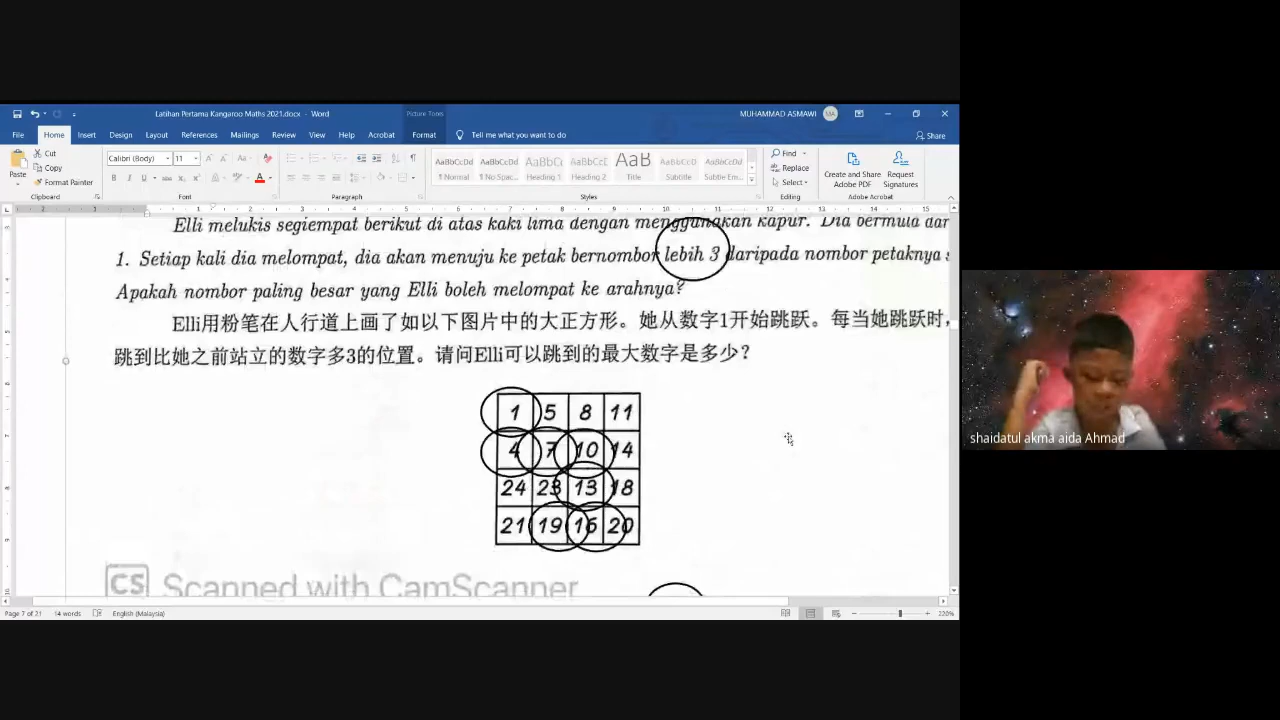 Latihan Pertama Kangaroo Maths 2021.docx - Word
Picture Tools
MUHAMMAD ASMAWI
MA
File Home Insert Design Layout References Mailings Review View Help Acrobat Format Tell me what you want to do Share
Paste
Cut
Copy
Format Painter
Clipboard
Calibri (Body) 11
Font
Paragraph
AaBbCcDd AaBbCcDd AaBbCc AaBbCcC AaB AaBbCcD AaBbCcDd
¶ Normal ¶ No Spac... Heading 1 Heading 2 Title Subtitle Subtle Em...
Styles
Find
Replace
Select
Editing
Create and Share Adobe PDF
Request Signatures
Adobe Acrobat
Elli melukis segiempat berikut di atas kaki lima dengan menggunakan kapur. Dia bermula dar
1. Setiap kali dia melompat, dia akan menuju ke petak bernombor lebih 3 daripada nombor petaknya s
Apakah nombor paling besar yang Elli boleh melompat ke arahnya?
Elli用粉笔在人行道上画了如以下图片中的大正方形。她从数字1开始跳跃。每当她跳跃时,
跳到比她之前站立的数字多3的位置。请问Elli可以跳到的最大数字是多少?
1 5 8 11
4 7 10 14
24 23 13 18
21 19 16 20
CS Scanned with CamScanner
Page 7 of 21 14 words English (Malaysia) 220%
shaidatul akma aida Ahmad